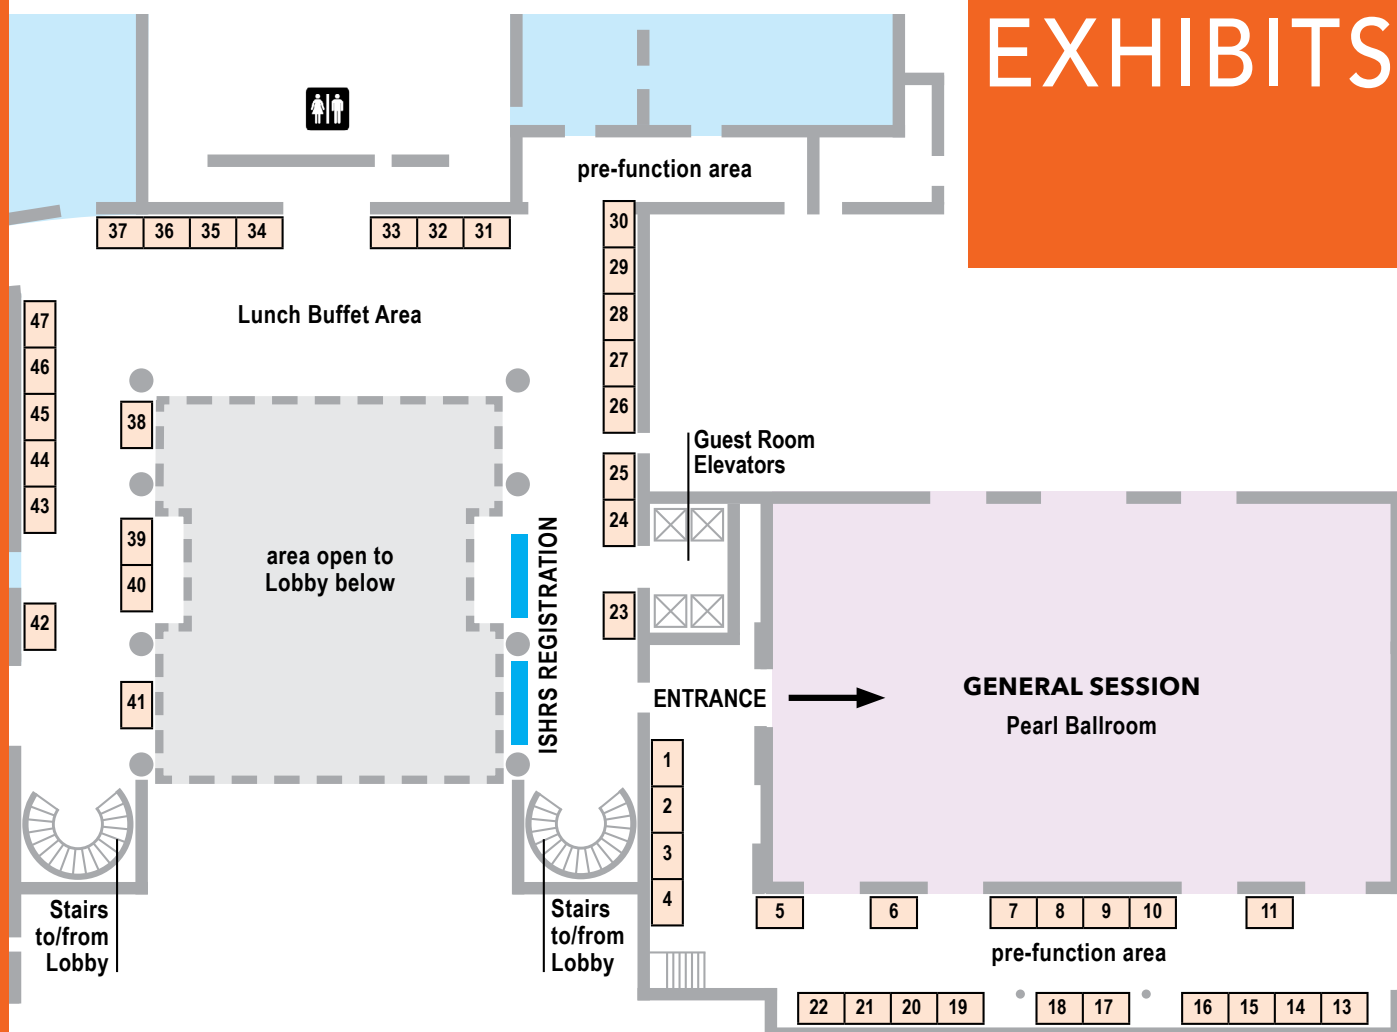 EXHIBITS
pre-function area
37 36 35 34 33 32 31
30
29
28
27
26
25
24
23
Lunch Buffet Area
47
46
45
44
43
42
38
39
40
41
area open to
Lobby below
ISHRS REGISTRATION
Guest Room
Elevators
ENTRANCE
GENERAL SESSION
Pearl Ballroom
1
2
3
4
Stairs
to/from
Lobby
Stairs
to/from
Lobby
5 6 7 8 9 10 11
pre-function area
22 21 20 19 18 17 16 15 14 13